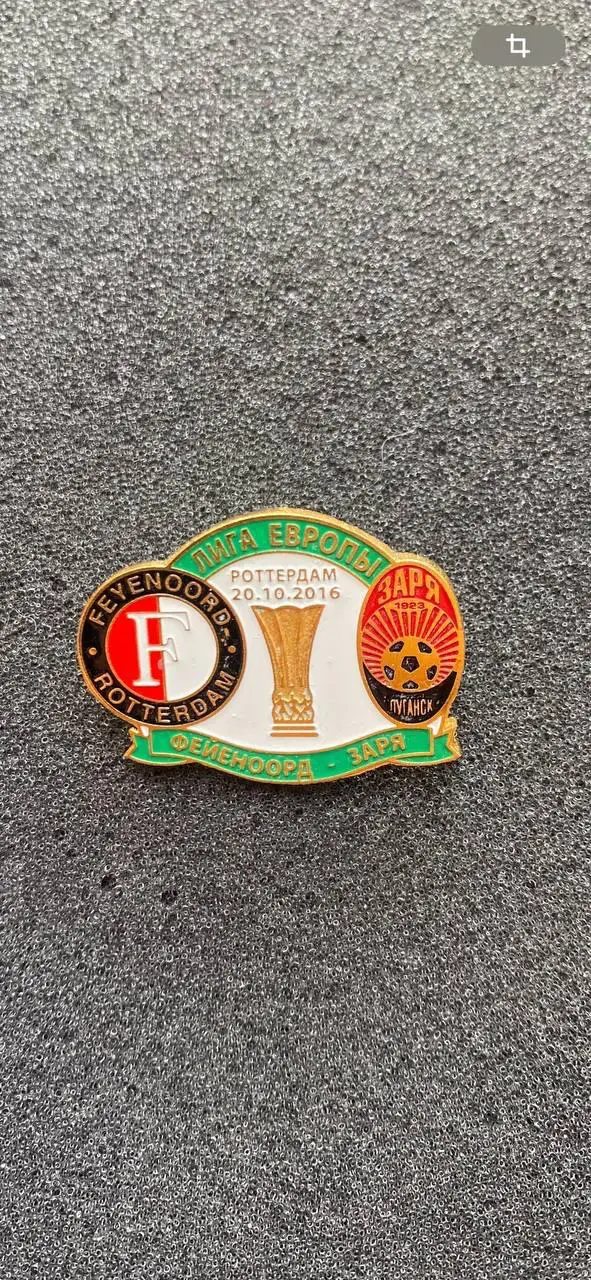 ЛИГА ЕВРОПЫ
РОТТЕРДАМ
20.10.2016
FEYENOORD
F
ROTTERDAM
ЗАРЯ
1923
ЛУГАНСК
ФЕЙЕНООРД - ЗАРЯ